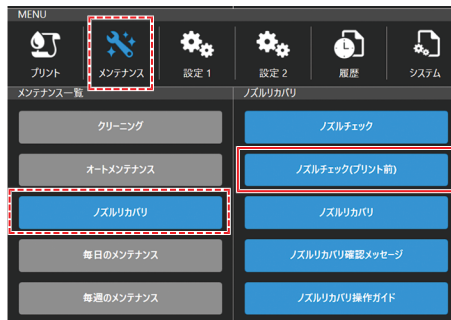 MENU
プリント
メンテナンス
設定 1
設定 2
履歴
システム
メンテナンス一覧
ノズルリカバリ
クリーニング
ノズルチェック
オートメンテナンス
ノズルチェック(プリント前)
ノズルリカバリ
ノズルリカバリ
毎日のメンテナンス
ノズルリカバリ確認メッセージ
毎週のメンテナンス
ノズルリカバリ操作ガイド